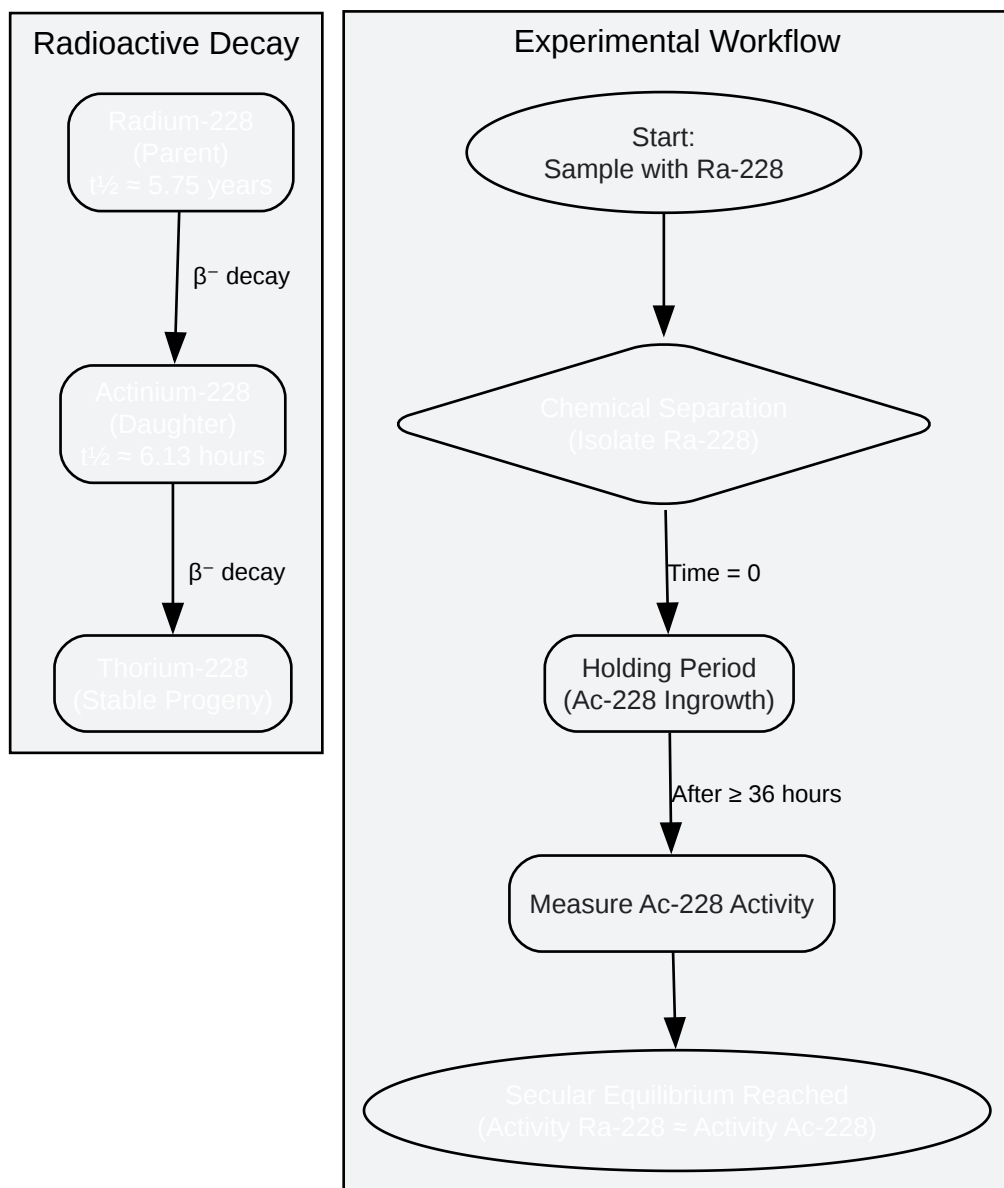 Radioactive Decay
Radium-228
(Parent)
t½ ≈ 5.75 years
β⁻ decay
Actinium-228
(Daughter)
t½ ≈ 6.13 hours
β⁻ decay
Thorium-228
(Stable Progeny)
Experimental Workflow
Start:
Sample with Ra-228
Chemical Separation
(Isolate Ra-228)
Time = 0
Holding Period
(Ac-228 Ingrowth)
After ≥ 36 hours
Measure Ac-228 Activity
Secular Equilibrium Reached
(Activity Ra-228 ≈ Activity Ac-228)